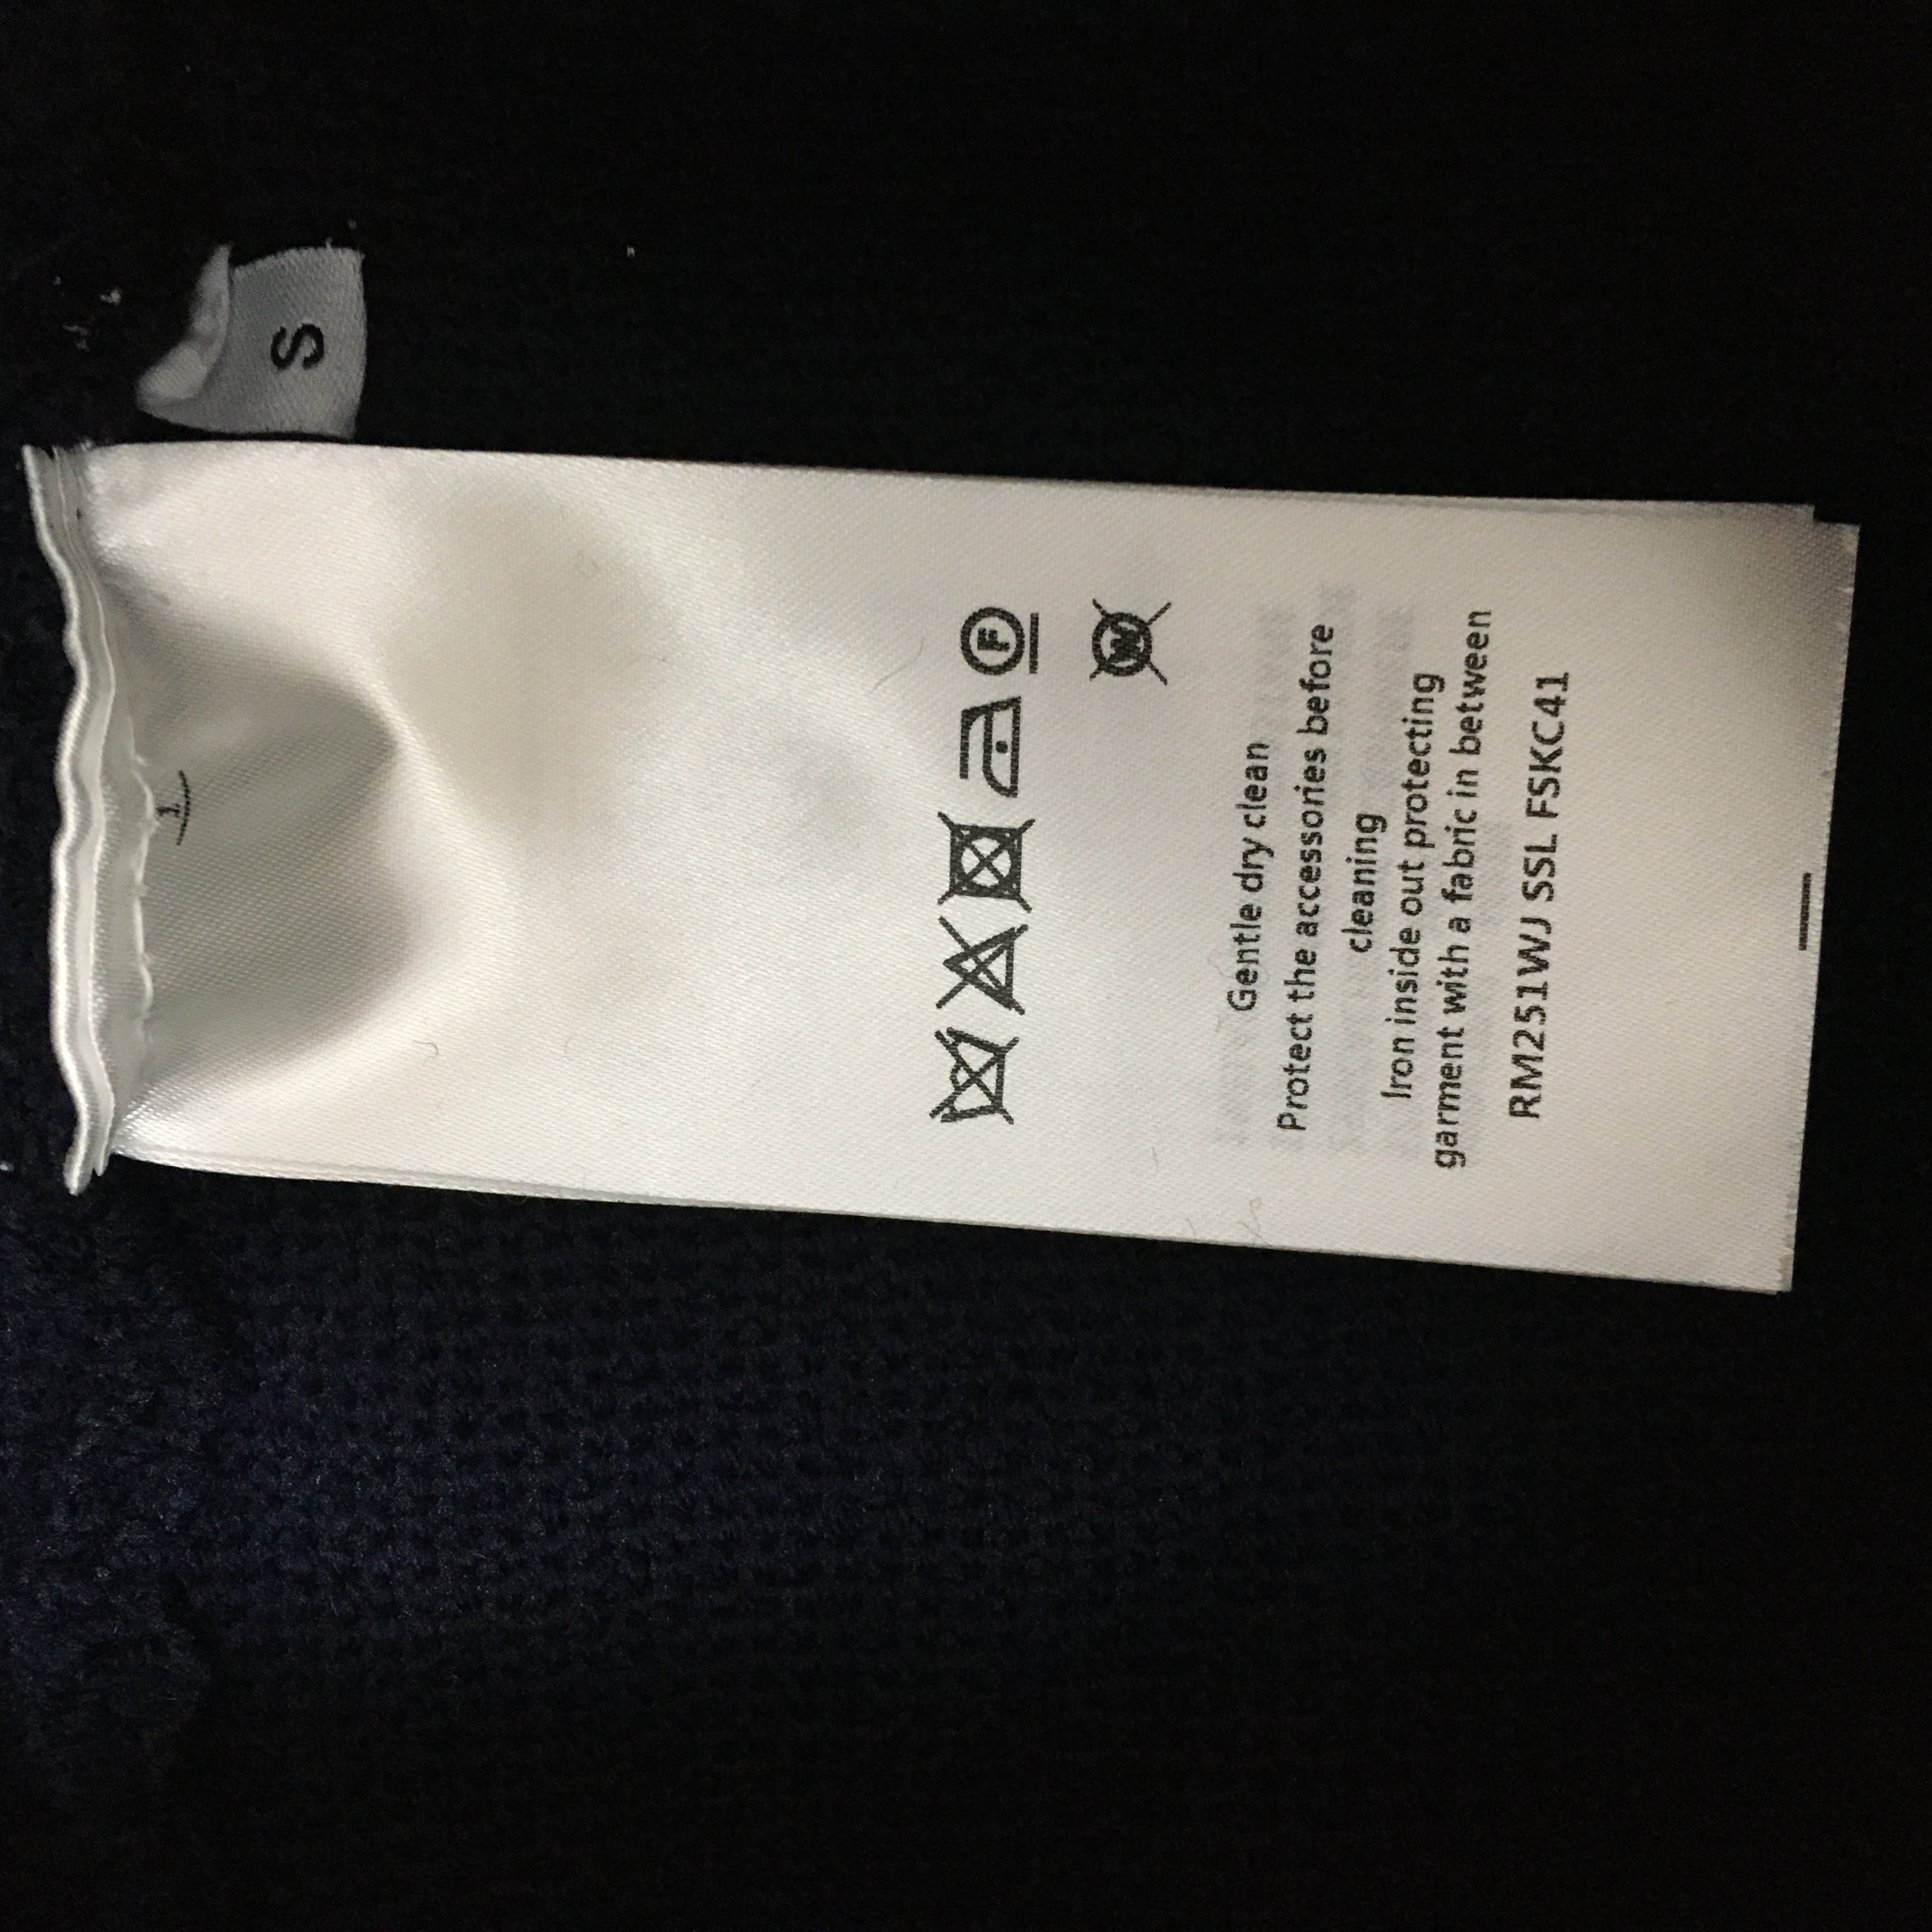 S
1
F
W
Gentle dry clean
Protect the accessories before
cleaning
Iron inside out protecting
garment with a fabric in between
RM251WJ SSL FSKC41